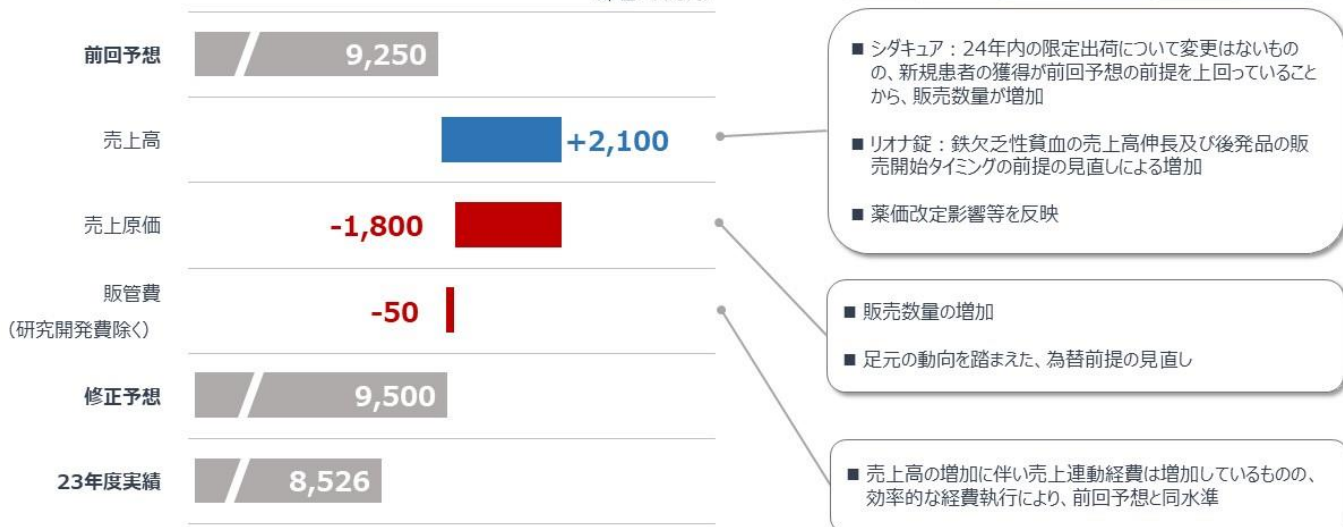 前回予想
9,250
売上高
+2,100
売上原価
-1,800
販管費
(研究開発費除く)
-50
修正予想
9,500
23年度実績
8,526
■ シダキュア：24年内の限定出荷について変更はないもの
の、新規患者の獲得が前回予想の前提を上回っていること
から、販売数量が増加
■ リオナ錠：鉄欠乏性貧血の売上高伸長及び後発品の販
売開始タイミングの前提の見直しによる増加
■ 薬価改定影響等を反映
■ 販売数量の増加
■ 足元の動向を踏まえた、為替前提の見直し
■ 売上高の増加に伴い売上連動経費は増加しているものの、
効率的な経費執行により、前回予想と同水準